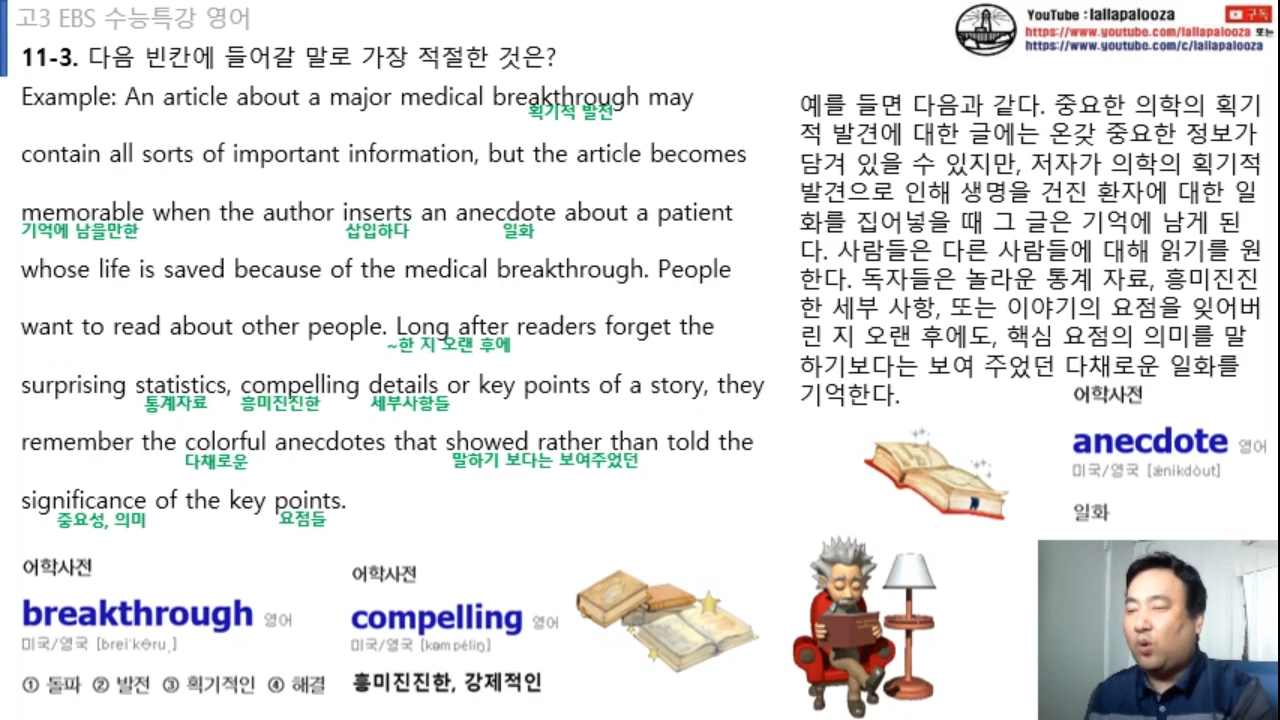 고3 EBS 수능특강 영어
YouTube : lallapalooza
구독
https://www.youtube.com/lallapalooza 또는
https://www.youtube.com/c/lallapalooza
11-3. 다음 빈칸에 들어갈 말로 가장 적절한 것은?
Example: An article about a major medical breakthrough may
획기적 발전
contain all sorts of important information, but the article becomes
memorable when the author inserts an anecdote about a patient
기억에 남을만한 삽입하다 일화
whose life is saved because of the medical breakthrough. People
want to read about other people. Long after readers forget the
~한 지 오랜 후에
surprising statistics, compelling details or key points of a story, they
통계자료 흥미진진한 세부사항들
remember the colorful anecdotes that showed rather than told the
다채로운 말하기 보다는 보여주었던
significance of the key points.
중요성, 의미 요점들
예를 들면 다음과 같다. 중요한 의학의 획기
적 발견에 대한 글에는 온갖 중요한 정보가
담겨 있을 수 있지만, 저자가 의학의 획기적
발견으로 인해 생명을 건진 환자에 대한 일
화를 집어넣을 때 그 글은 기억에 남게 된
다. 사람들은 다른 사람들에 대해 읽기를 원
한다. 독자들은 놀라운 통계 자료, 흥미진진
한 세부 사항, 또는 이야기의 요점을 잊어버
린 지 오랜 후에도, 핵심 요점의 의미를 말
하기보다는 보여 주었던 다채로운 일화를
기억한다.
어학사전
anecdote 영어
미국/영국 [ǽnikdòut]
일화
어학사전
breakthrough 영어
미국/영국 [brei'kθru ̗]
① 돌파 ② 발전 ③ 획기적인 ④ 해결
어학사전
compelling 영어
미국/영국 [kəmpéliŋ]
흥미진진한, 강제적인